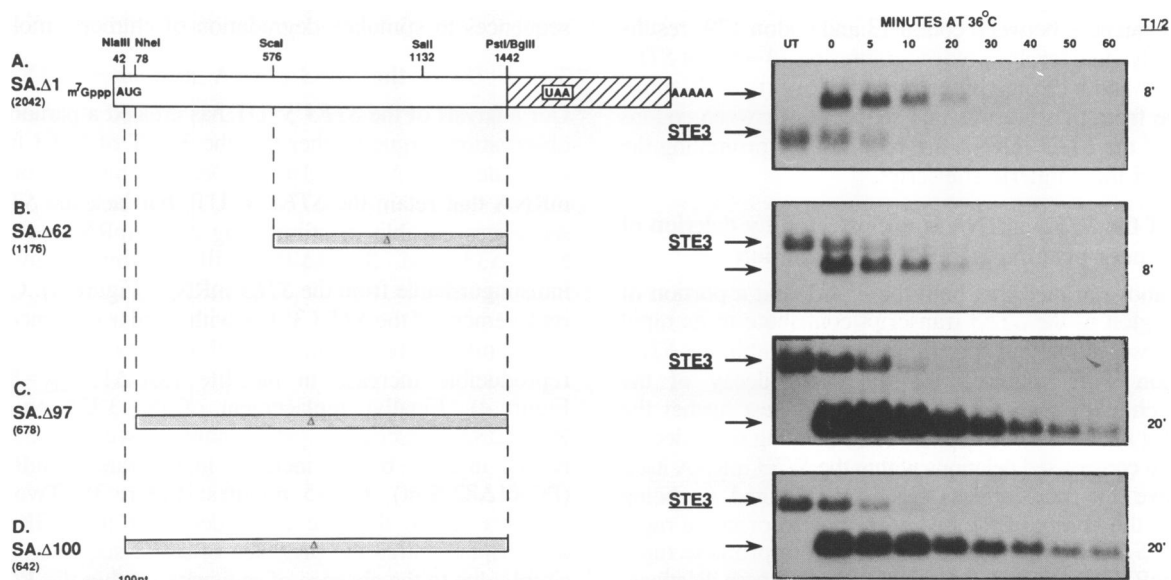 MINUTES AT 36°C
T1/2
UT 0 5 10 20 30 40 50 60
NlaIII NheI ScaI SalI PstI/BglII
42 78 576 1132 1442
A.
SA.Δ1
(2042)
m7Gppp AUG UAA AAAAA
STE3
8'
B.
SA.Δ62
(1176)
Δ
STE3
8'
C.
SA.Δ97
(678)
Δ
STE3
20'
D.
SA.Δ100
(642)
Δ
STE3
20'
100nt